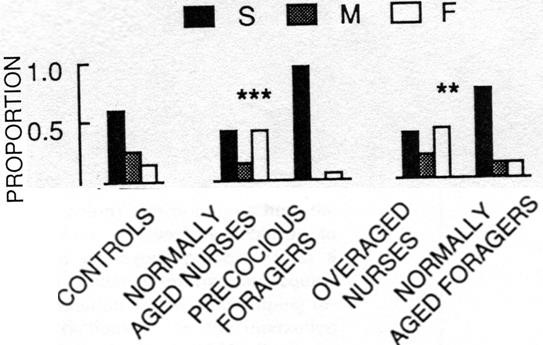 S M F
PROPORTION
1.0
0.5
***
**
CONTROLS
NORMALLY
AGED NURSES
PRECOCIOUS
FORAGERS
OVERAGED
NURSES
NORMALLY
AGED FORAGERS